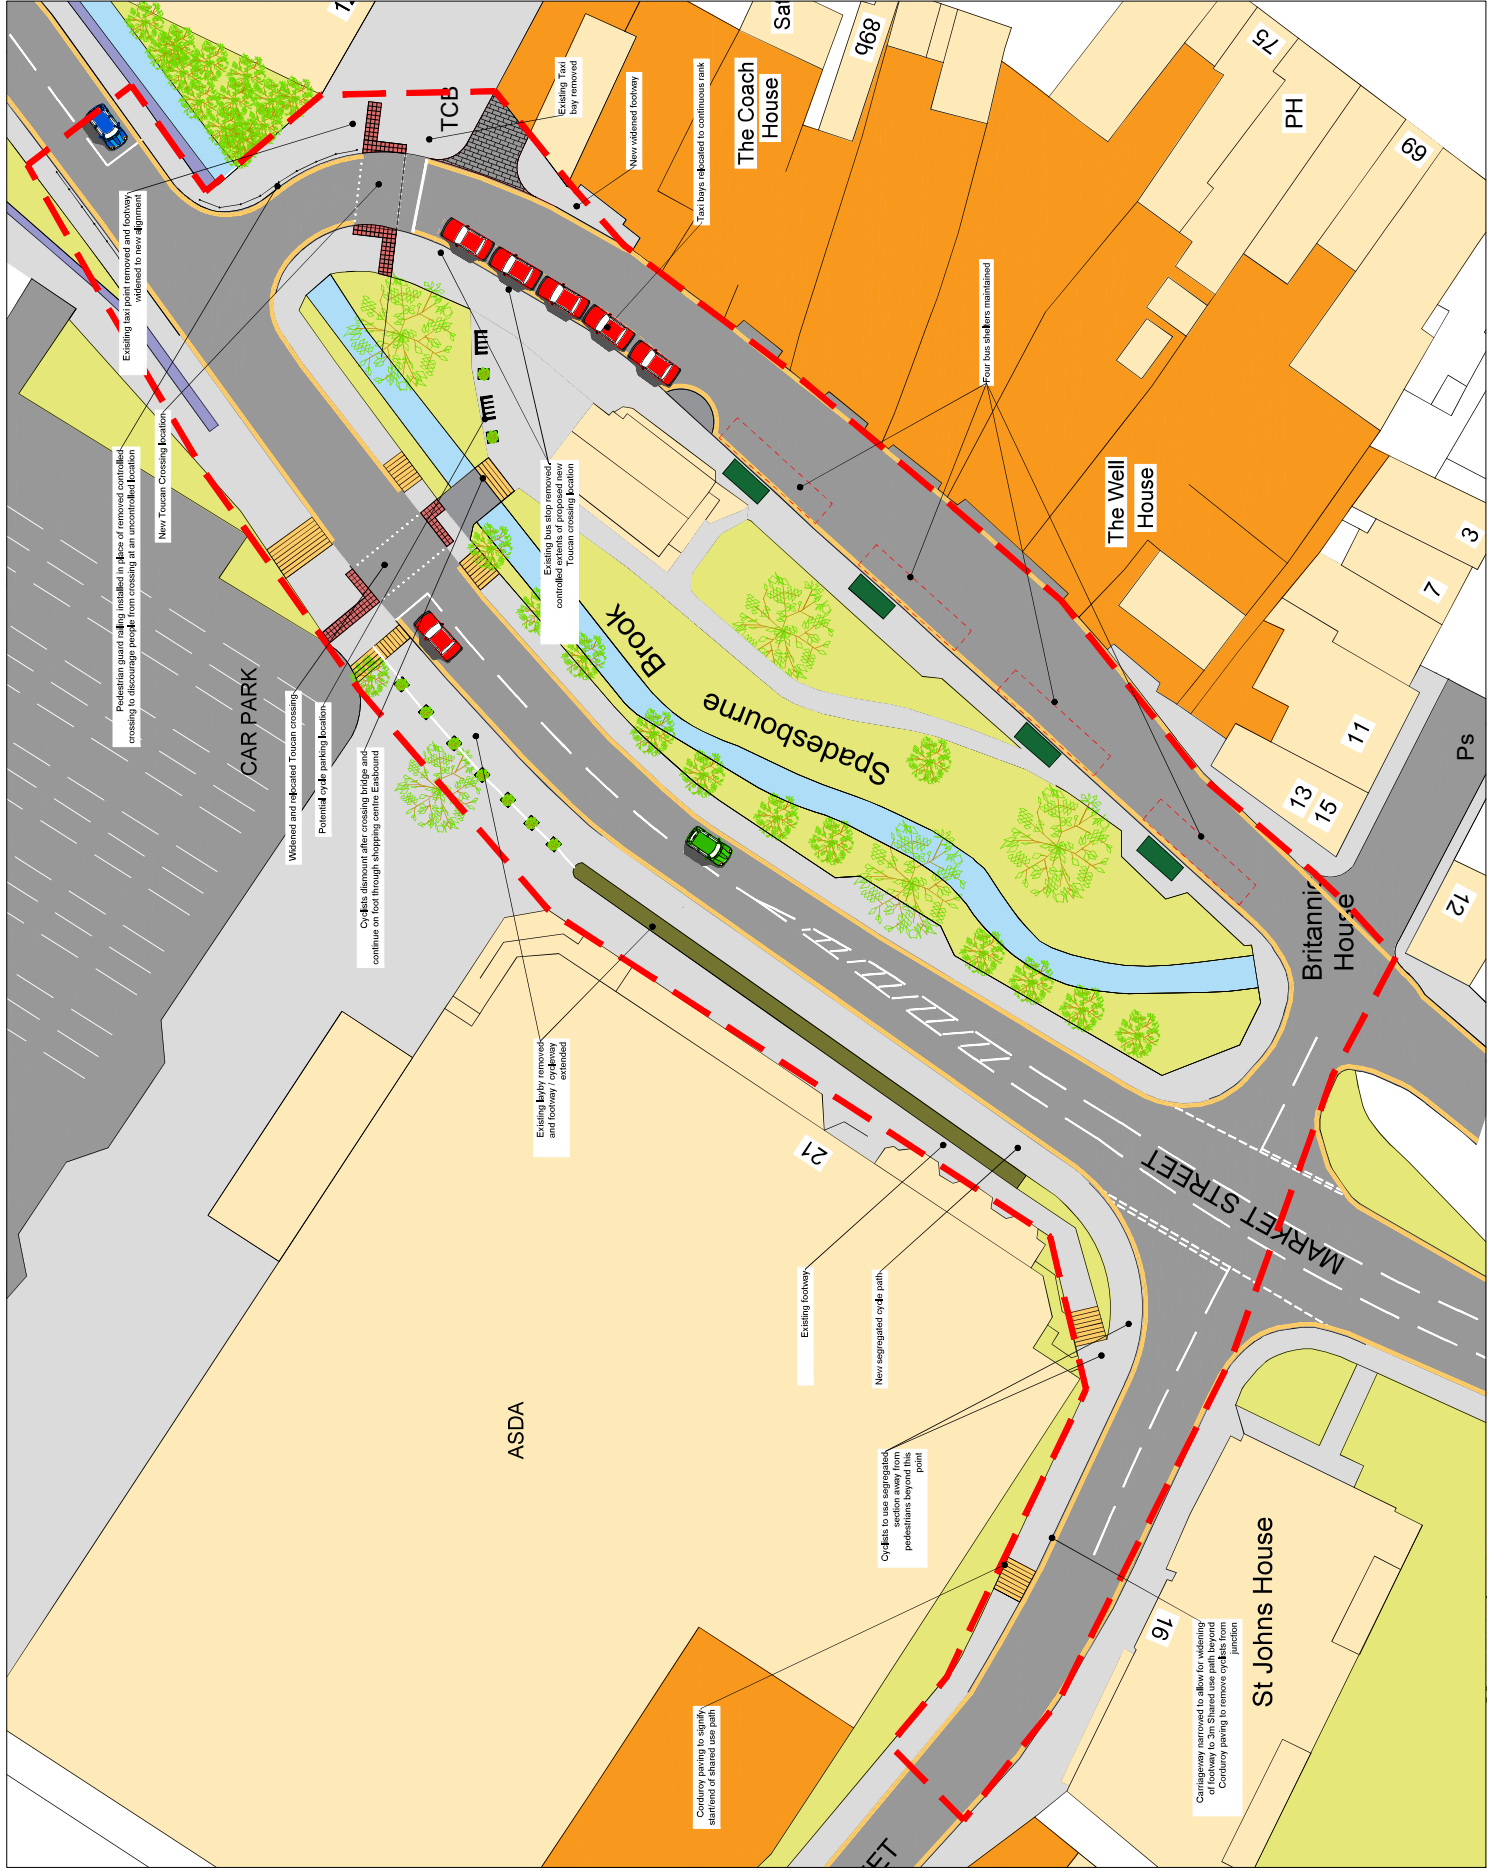 Exisiting taxi point removed and footway
widened to new alignment
Pedestrian guard railing installed in place of removed controlled
crossing to discourage people from crossing at an uncontrolled location
New Toucan Crossing location
TCB
Existing Taxi
bay removed
New widened footway
Taxi bays relocated to continuous rank
The Coach
House
89b
75
PH
69
Four bus shelters maintained
The Well
House
3
7
11
13
15
Ps
12
Britannic
House
CAR PARK
Widened and relocated Toucan crossing
Potential cycle parking location
Cyclists dismount after crossing bridge and
continue on foot through shopping centre Easbound
Existing bus stop removed
controlled extents of proposed new
Toucan crossing location
Spadesbourne
Brook
Existing layby removed
and footway / cycleway
extended
21
MARKET STREET
Existing footway
New segregated cycle path
ASDA
Cyclists to use segregated
section away from
pedestrians beyond this
point
Corduroy paving to signify
start/end of shared use path
Carriageway narrowed to allow for widening
of footway to 3m Shared use path beyond
Corduroy paving to remove cyclists from
junction
16
St Johns House